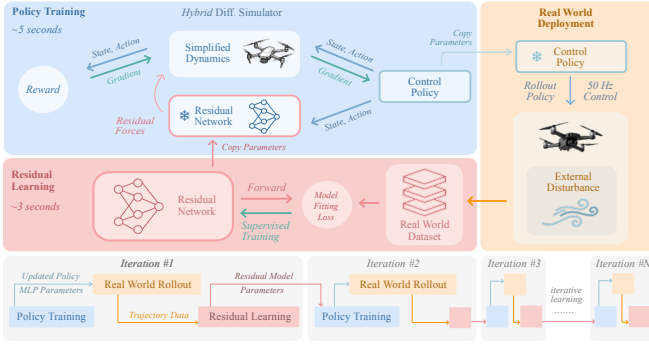 Policy Training
~5 seconds
Hybrid Diff. Simulator
State, Action
Gradient
Reward
Simplified
Dynamics
State, Action
Gradient
Residual
Forces
Residual
Network
State, Action
Control
Policy
Copy
Parameters
Copy Parameters
Real World
Deployment
Control
Policy
Rollout
Policy
50 Hz
Control
External
Disturbance
Residual
Learning
~3 seconds
Residual
Network
Forward
Supervised
Training
Model
Fitting
Loss
Real World
Dataset
Iteration #1
Updated Policy
MLP Parameters
Real World Rollout
Policy Training
Trajectory Data
Residual Learning
Residual Model
Parameters
Iteration #2
Real World Rollout
Policy Training
Iteration #3
iterative
learning
.......
Iteration #N